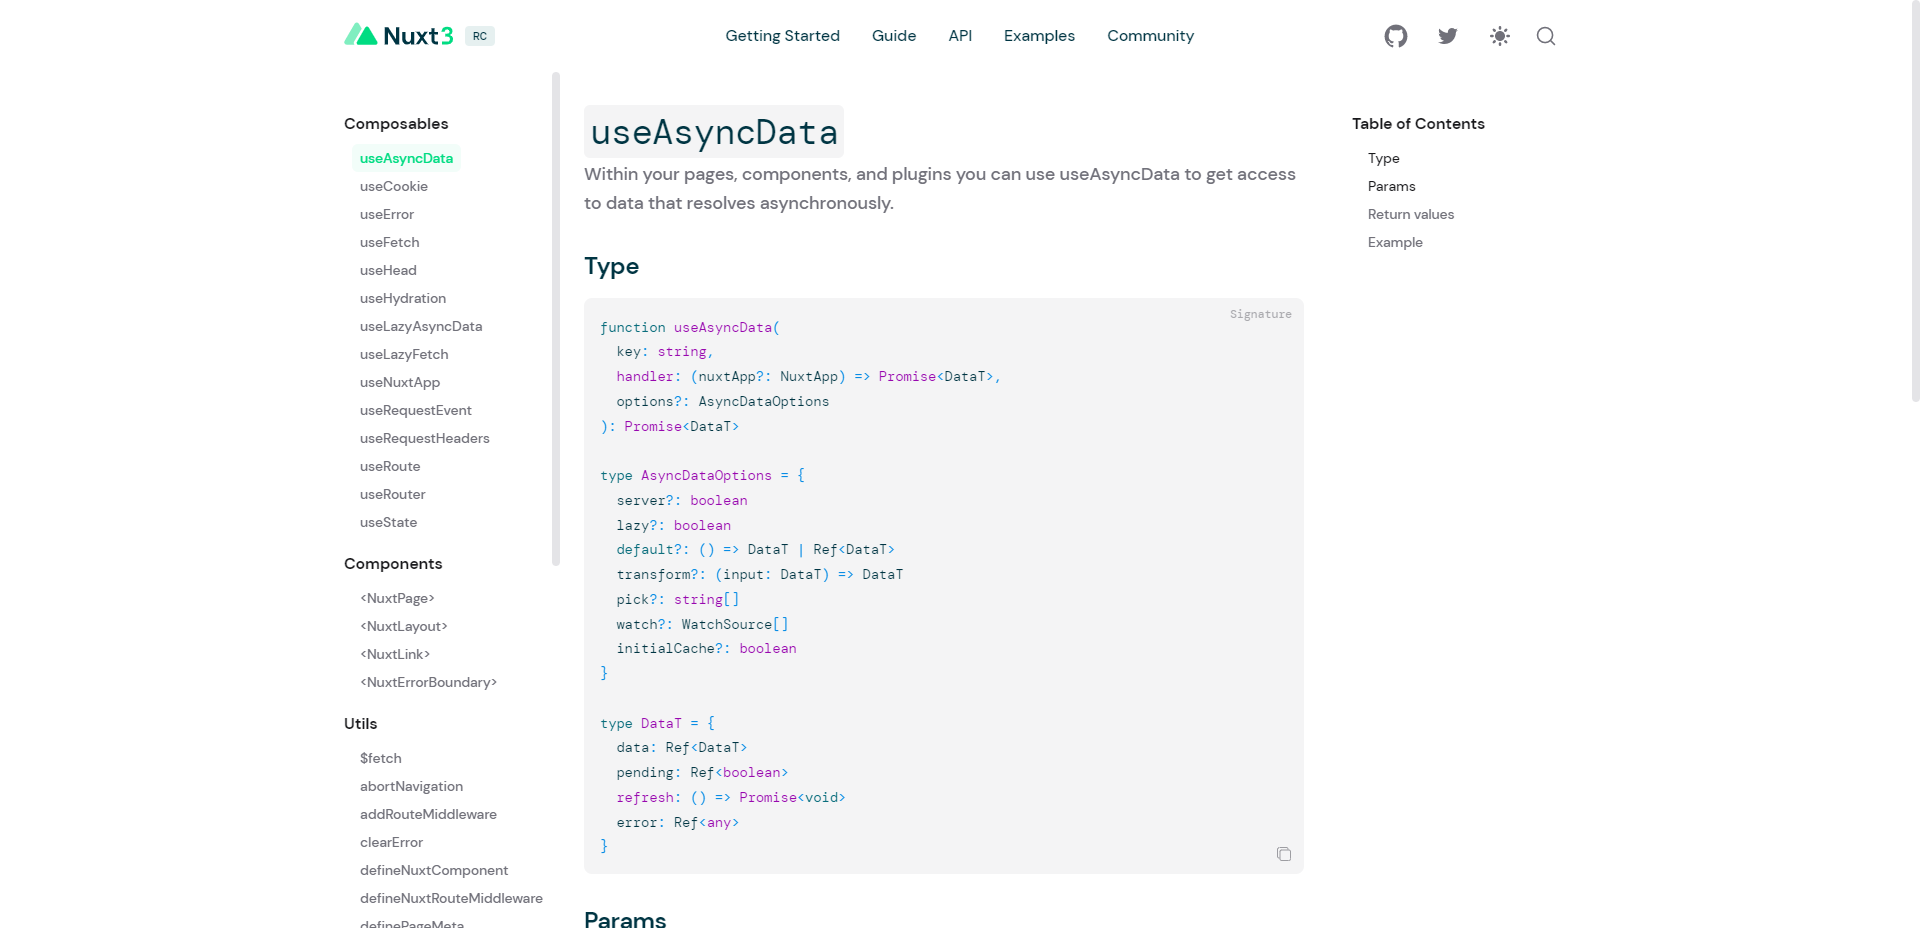 Nuxt3 RC
Getting Started
Guide
API
Examples
Community
Composables
useAsyncData
useCookie
useError
useFetch
useHead
useHydration
useLazyAsyncData
useLazyFetch
useNuxtApp
useRequestEvent
useRequestHeaders
useRoute
useRouter
useState
Components
<NuxtPage>
<NuxtLayout>
<NuxtLink>
<NuxtErrorBoundary>
Utils
$fetch
abortNavigation
addRouteMiddleware
clearError
defineNuxtComponent
defineNuxtRouteMiddleware
definePageMeta
useAsyncData
Within your pages, components, and plugins you can use useAsyncData to get access
to data that resolves asynchronously.
Type
Signature
function useAsyncData(
  key: string,
  handler: (nuxtApp?: NuxtApp) => Promise<DataT>,
  options?: AsyncDataOptions
): Promise<DataT>
type AsyncDataOptions = {
  server?: boolean
  lazy?: boolean
  default?: () => DataT | Ref<DataT>
  transform?: (input: DataT) => DataT
  pick?: string[]
  watch?: WatchSource[]
  initialCache?: boolean
}
type DataT = {
  data: Ref<DataT>
  pending: Ref<boolean>
  refresh: () => Promise<void>
  error: Ref<any>
}
Params
Table of Contents
Type
Params
Return values
Example